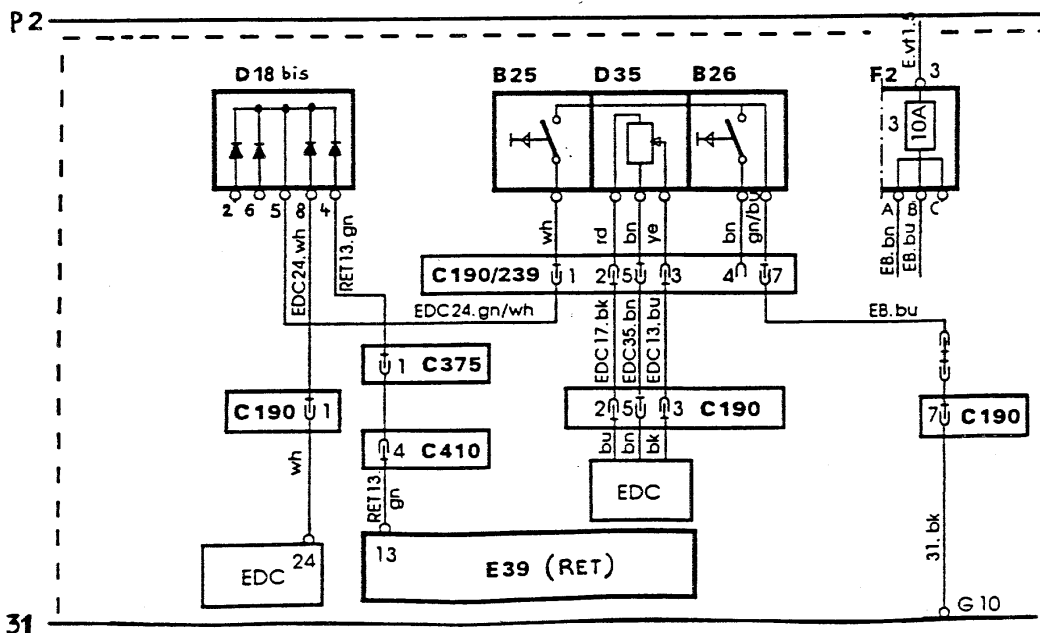 P2
E.vt1.5
D18 bis
B25 D35 B26
F2 3
3 10A
2 6 5 8 4
A B C
EDC24.wh
RET13.gn
wh rd bn ye bn gn/bu
EB.bn
EB.bu
C190/239 1 2 5 3 4 7
EDC24.gn/wh
EB.bu
EDC17.bk
EDC35.bn
EDC13.bu
1 C375
C190 1
2 5 3 C190
7 C190
4 C410
wh
bu bn bk
RET13.
gn
EDC
31.bk
24
EDC
13
E39 (RET)
G10
31